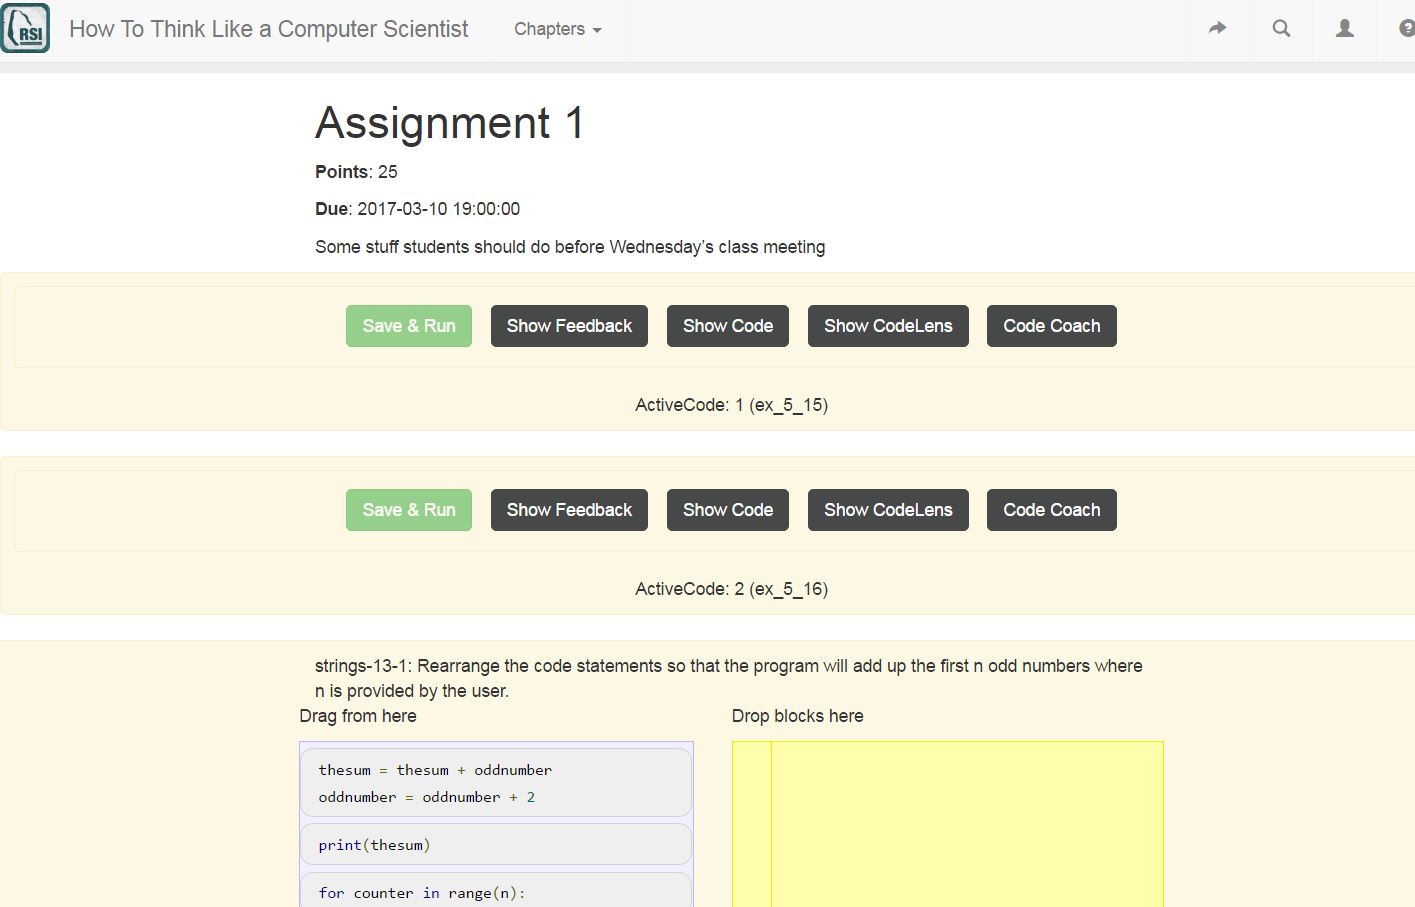 RSI How To Think Like a Computer Scientist Chapters
Assignment 1
Points: 25
Due: 2017-03-10 19:00:00
Some stuff students should do before Wednesday’s class meeting
Save & Run Show Feedback Show Code Show CodeLens Code Coach
ActiveCode: 1 (ex_5_15)
Save & Run Show Feedback Show Code Show CodeLens Code Coach
ActiveCode: 2 (ex_5_16)
strings-13-1: Rearrange the code statements so that the program will add up the first n odd numbers where
n is provided by the user.
Drag from here Drop blocks here
thesum = thesum + oddnumber
oddnumber = oddnumber + 2
print(thesum)
for counter in range(n):